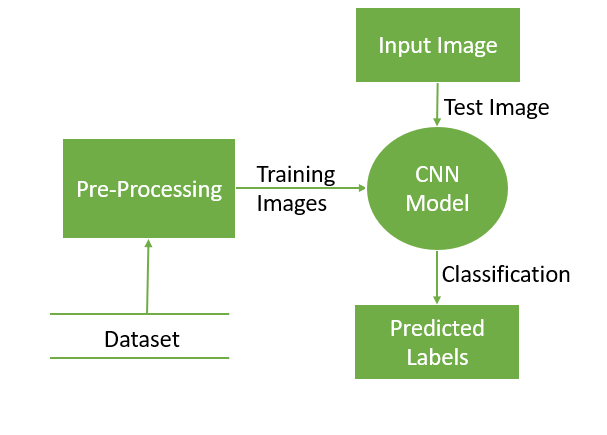 Input Image
Test Image
Pre-Processing
Training
Images
CNN
Model
Classification
Dataset
Predicted
Labels